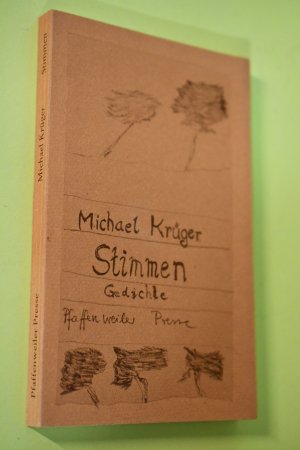 Michael Krüger
Stimmen
Gedichte
Pfaffenweiler Presse
Pfaffenweiler Presse Michael Krüger Stimmen